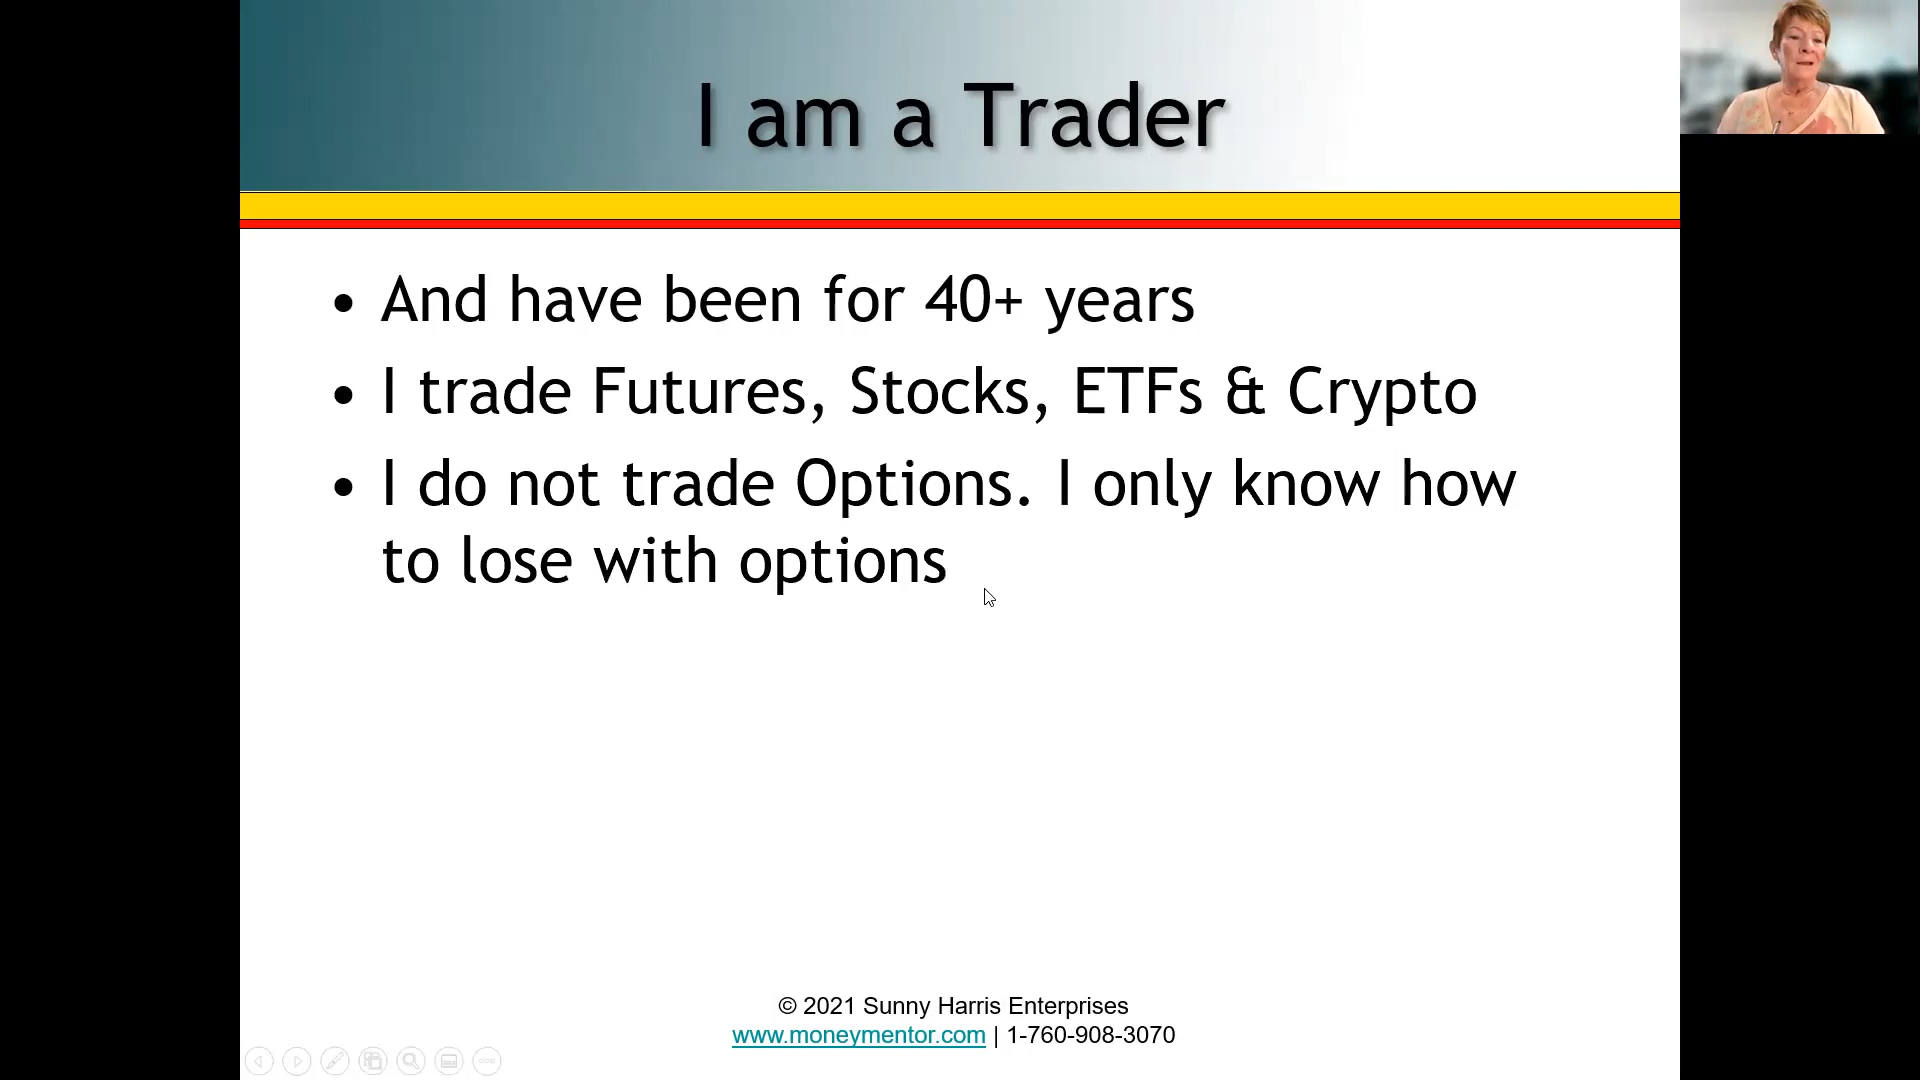 I am a Trader
• And have been for 40+ years
• I trade Futures, Stocks, ETFs & Crypto
• I do not trade Options. I only know how
to lose with options
© 2021 Sunny Harris Enterprises
www.moneymentor.com | 1-760-908-3070